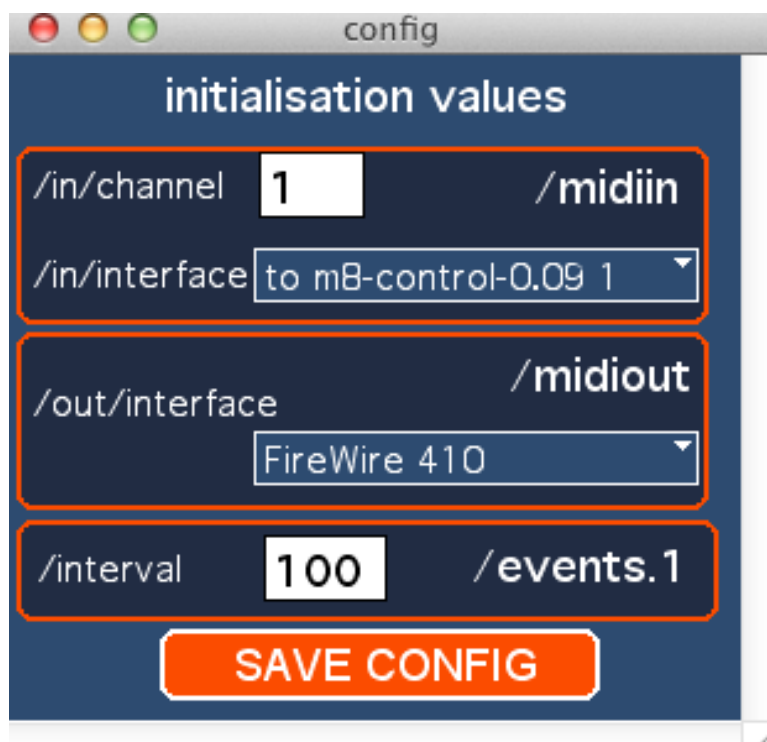 config
initialisation values
/in/channel 1 /midiin
/in/interface to m8-control-0.09 1
/midiout
/out/interface
FireWire 410
/interval 100 /events.1
SAVE CONFIG